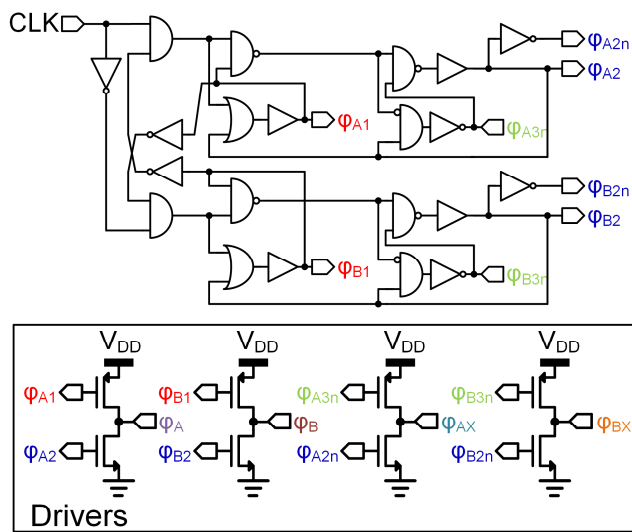 CLK
φA2n
φA2
φA1
φA3n
φB2n
φB2
φB1
φB3n
VDD VDD VDD VDD
φA1 φB1 φA3n φB3n
φA φB φAX φBX
φA2 φB2 φA2n φB2n
Drivers